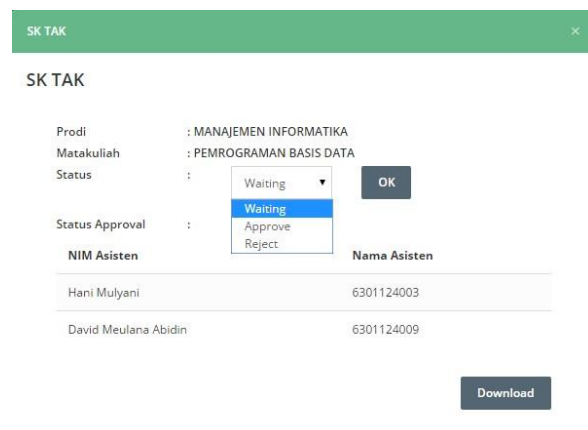 SK TAK ×
SK TAK
Prodi : MANAJEMEN INFORMATIKA
Matakuliah : PEMROGRAMAN BASIS DATA
Status : Waiting OK
Waiting
Approve
Reject
Status Approval :
NIM Asisten Nama Asisten
Hani Mulyani 6301124003
David Meulana Abidin 6301124009
Download